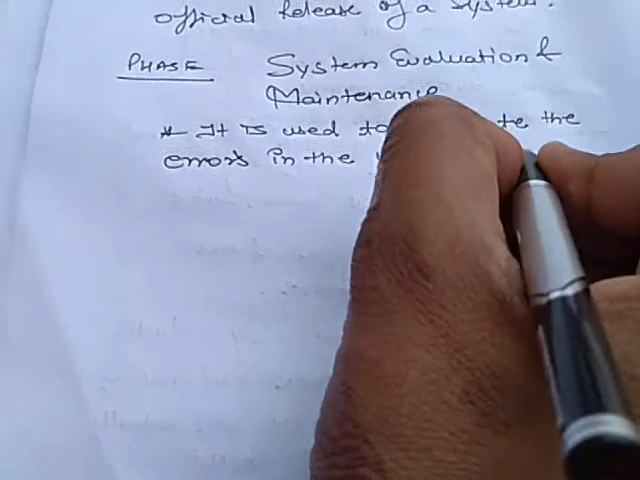 official Release of a System.
PHASE System Evaluation &
Maintenance
* It is used to te the
errors in the